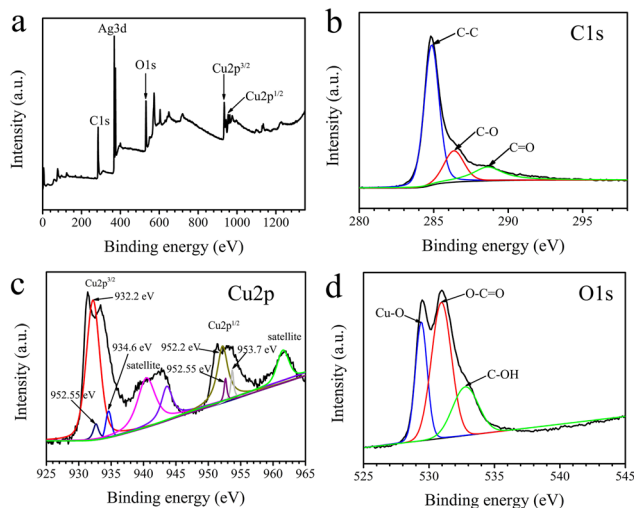 a
Ag3d
O1s
Cu2p3/2
Cu2p1/2
C1s
Intensity (a.u.)
0 200 400 600 800 1000 1200
Binding energy (eV)
b
C1s
C-C
C-O
C=O
Intensity (a.u.)
280 285 290 295
Binding energy (eV)
c
Cu2p
Cu2p3/2
932.2 eV
934.6 eV
satellite
952.55 eV
Cu2p1/2
952.2 eV
953.7 eV
952.55 eV
satellite
Intensity (a.u.)
925 930 935 940 945 950 955 960 965
Binding energy (eV)
d
O1s
Cu-O
O-C=O
C-OH
Intensity (a.u.)
525 530 535 540 545
Binding energy (eV)